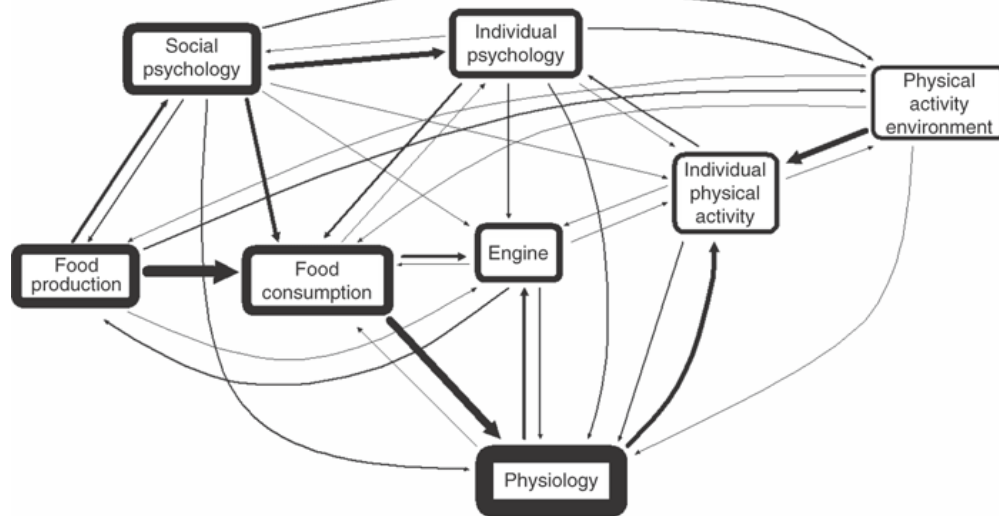 Social
psychology
Individual
psychology
Physical
activity
environment
Individual
physical
activity
Food
production
Food
consumption
Engine
Physiology